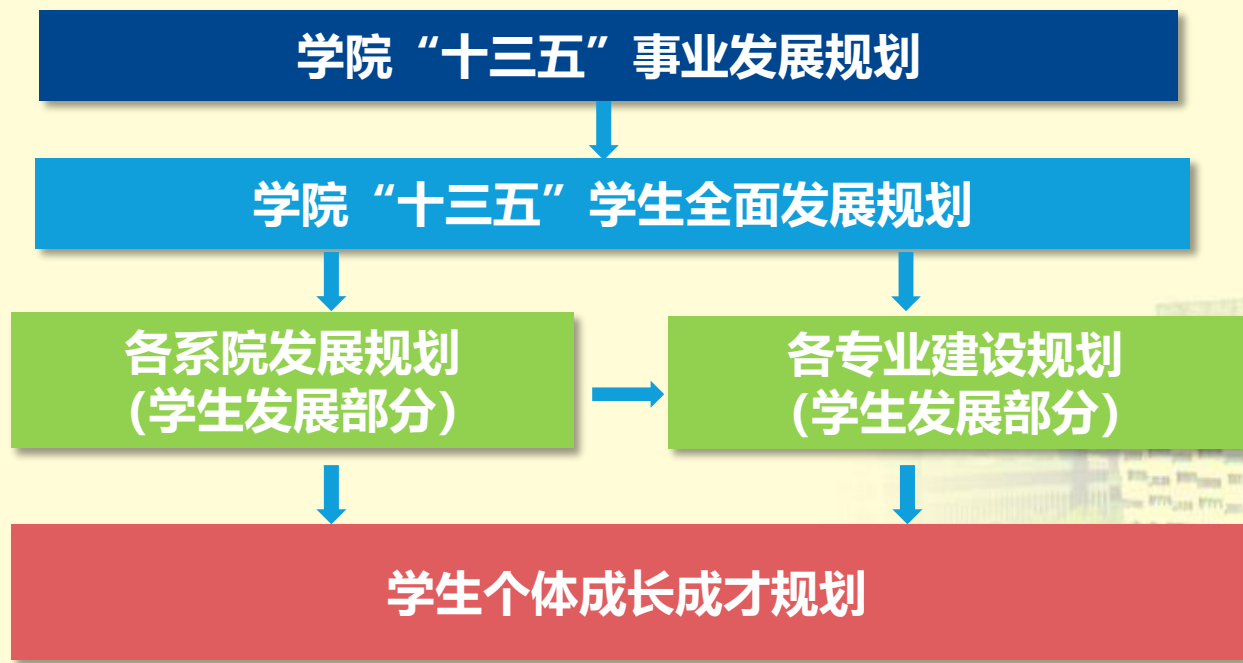 学院“十三五”事业发展规划
学院“十三五”学生全面发展规划
各系院发展规划
（学生发展部分）
各专业建设规划
（学生发展部分）
学生个体成长成才规划